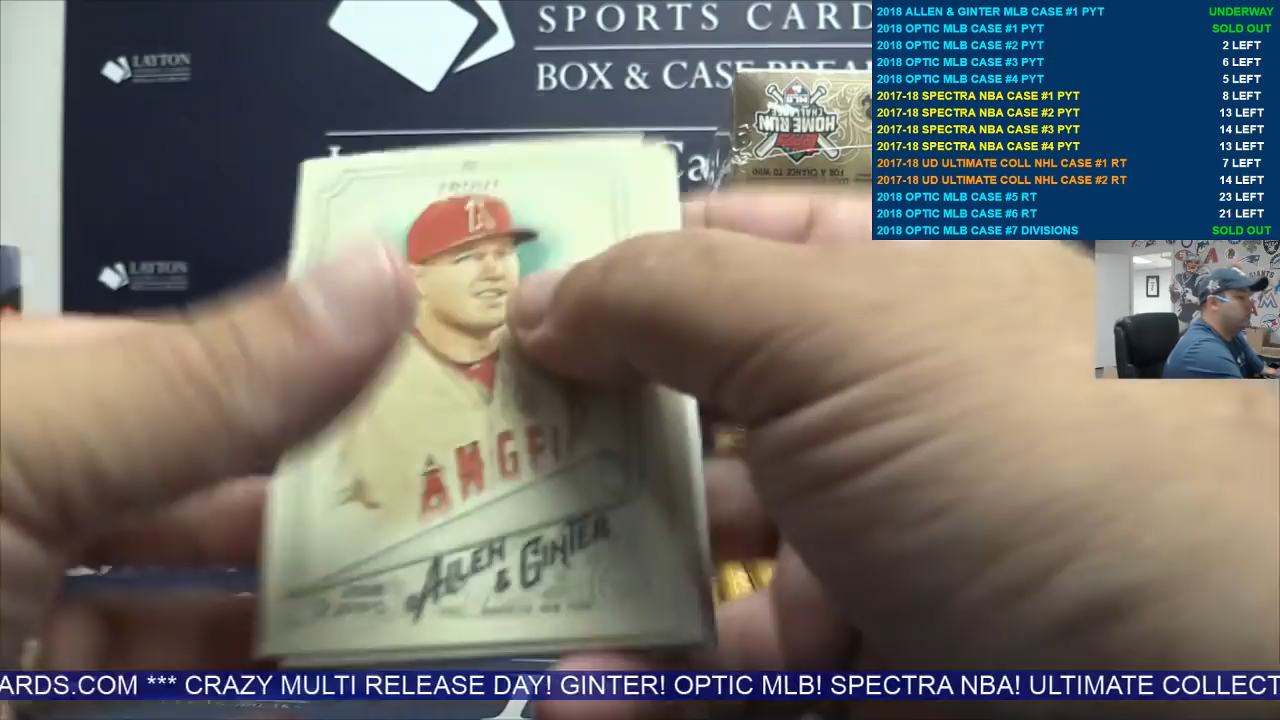 SPORTS CARD
BOX & CASE BREA
LAYTON
LAYTON
HOME RUN
FOR A CHANCE TO WIN!
ANGE
ALLEN
& GINTER
2018 ALLEN & GINTER MLB CASE #1 PYT UNDERWAY
2018 OPTIC MLB CASE #1 PYT SOLD OUT
2018 OPTIC MLB CASE #2 PYT 2 LEFT
2018 OPTIC MLB CASE #3 PYT 6 LEFT
2018 OPTIC MLB CASE #4 PYT 5 LEFT
2017-18 SPECTRA NBA CASE #1 PYT 8 LEFT
2017-18 SPECTRA NBA CASE #2 PYT 13 LEFT
2017-18 SPECTRA NBA CASE #3 PYT 14 LEFT
2017-18 SPECTRA NBA CASE #4 PYT 13 LEFT
2017-18 UD ULTIMATE COLL NHL CASE #1 RT 7 LEFT
2017-18 UD ULTIMATE COLL NHL CASE #2 RT 14 LEFT
2018 OPTIC MLB CASE #5 RT 23 LEFT
2018 OPTIC MLB CASE #6 RT 21 LEFT
2018 OPTIC MLB CASE #7 DIVISIONS SOLD OUT
ARDS.COM *** CRAZY MULTI RELEASE DAY! GINTER! OPTIC MLB! SPECTRA NBA! ULTIMATE COLLECT